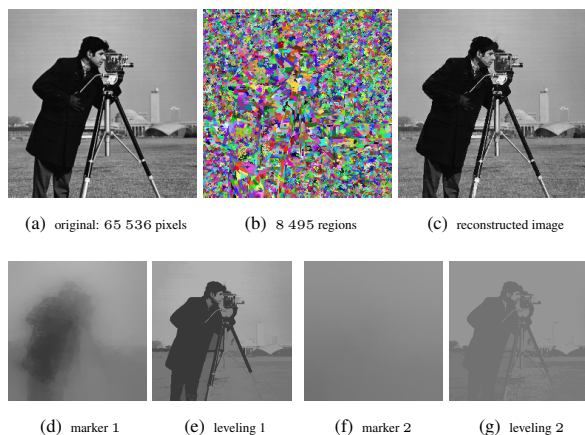 (a) original: 65 536 pixels
(b) 8 495 regions
(c) reconstructed image
(d) marker 1
(e) leveling 1
(f) marker 2
(g) leveling 2